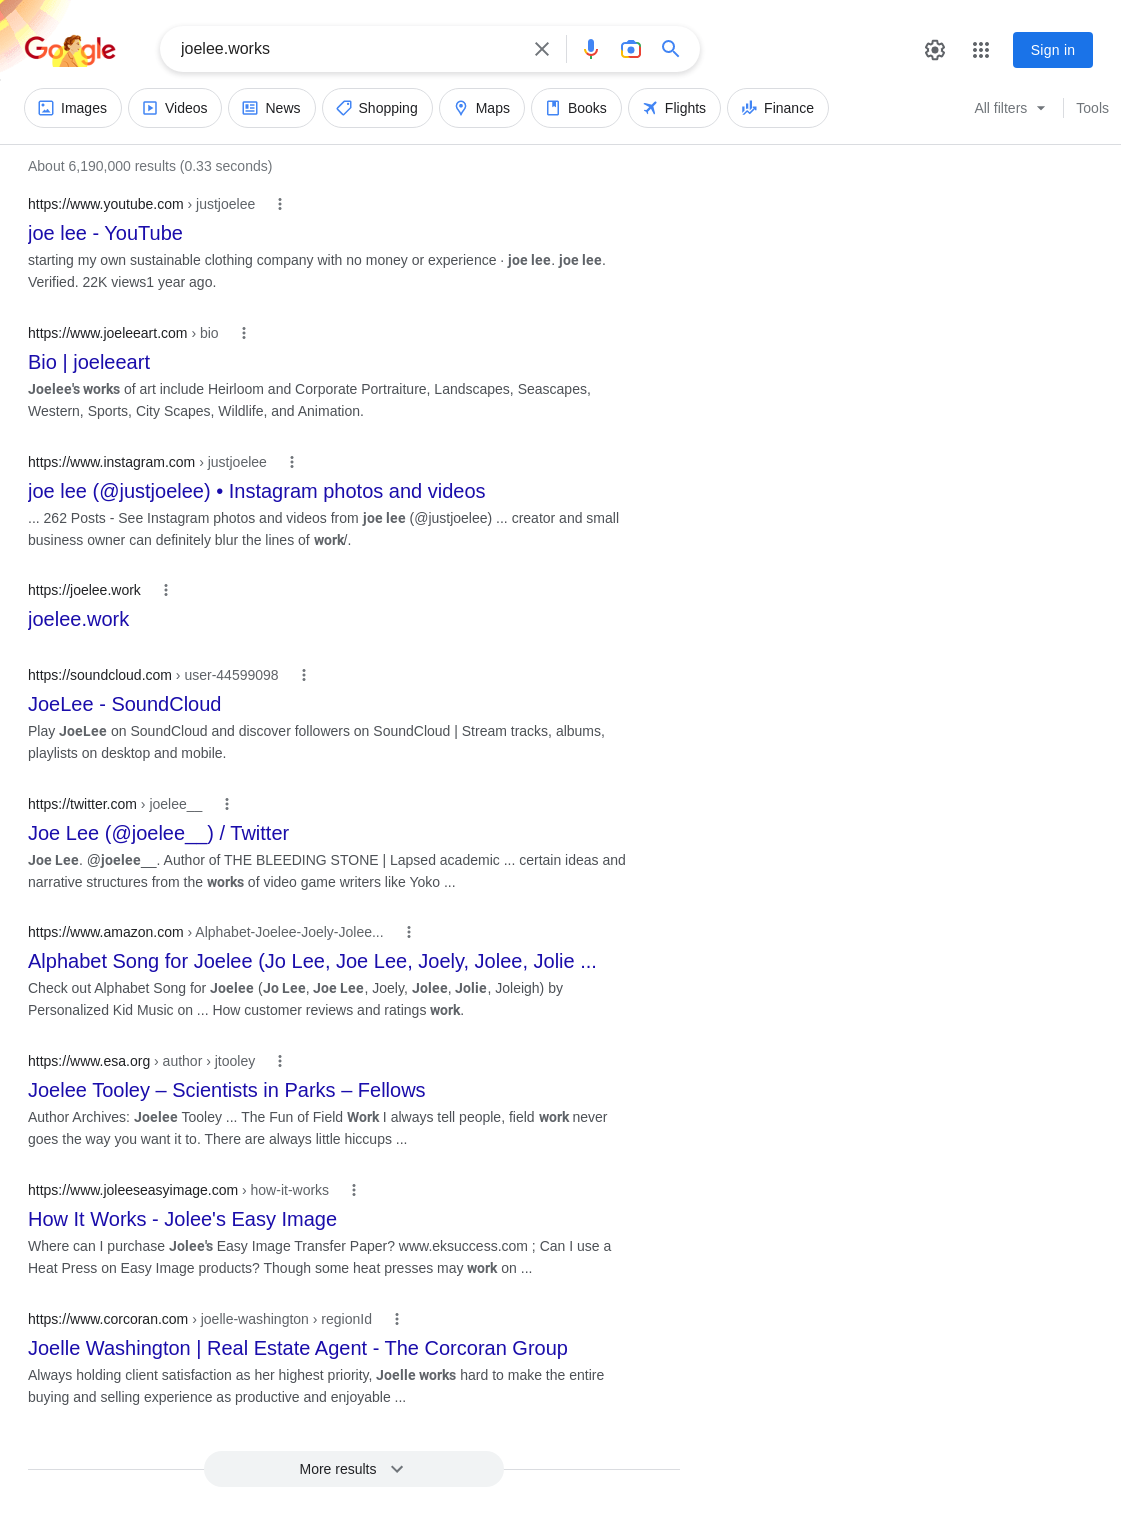 Google
joelee.works
Sign in
Images
Videos
News
Shopping
Maps
Books
Flights
Finance
All filters
Tools
About 6,190,000 results (0.33 seconds)
https://www.youtube.com › justjoelee
joe lee - YouTube
starting my own sustainable clothing company with no money or experience · joe lee. joe lee.
Verified. 22K views1 year ago.
https://www.joeleeart.com › bio
Bio | joeleeart
Joelee's works of art include Heirloom and Corporate Portraiture, Landscapes, Seascapes,
Western, Sports, City Scapes, Wildlife, and Animation.
https://www.instagram.com › justjoelee
joe lee (@justjoelee) • Instagram photos and videos
... 262 Posts - See Instagram photos and videos from joe lee (@justjoelee) ... creator and small
business owner can definitely blur the lines of work/.
https://joelee.work
joelee.work
https://soundcloud.com › user-44599098
JoeLee - SoundCloud
Play JoeLee on SoundCloud and discover followers on SoundCloud | Stream tracks, albums,
playlists on desktop and mobile.
https://twitter.com › joelee__
Joe Lee (@joelee__) / Twitter
Joe Lee. @joelee__. Author of THE BLEEDING STONE | Lapsed academic ... certain ideas and
narrative structures from the works of video game writers like Yoko ...
https://www.amazon.com › Alphabet-Joelee-Joely-Jolee...
Alphabet Song for Joelee (Jo Lee, Joe Lee, Joely, Jolee, Jolie ...
Check out Alphabet Song for Joelee (Jo Lee, Joe Lee, Joely, Jolee, Jolie, Joleigh) by
Personalized Kid Music on ... How customer reviews and ratings work.
https://www.esa.org › author › jtooley
Joelee Tooley – Scientists in Parks – Fellows
Author Archives: Joelee Tooley ... The Fun of Field Work I always tell people, field work never
goes the way you want it to. There are always little hiccups ...
https://www.joleeseasyimage.com › how-it-works
How It Works - Jolee's Easy Image
Where can I purchase Jolee's Easy Image Transfer Paper? www.eksuccess.com ; Can I use a
Heat Press on Easy Image products? Though some heat presses may work on ...
https://www.corcoran.com › joelle-washington › regionId
Joelle Washington | Real Estate Agent - The Corcoran Group
Always holding client satisfaction as her highest priority, Joelle works hard to make the entire
buying and selling experience as productive and enjoyable ...
More results